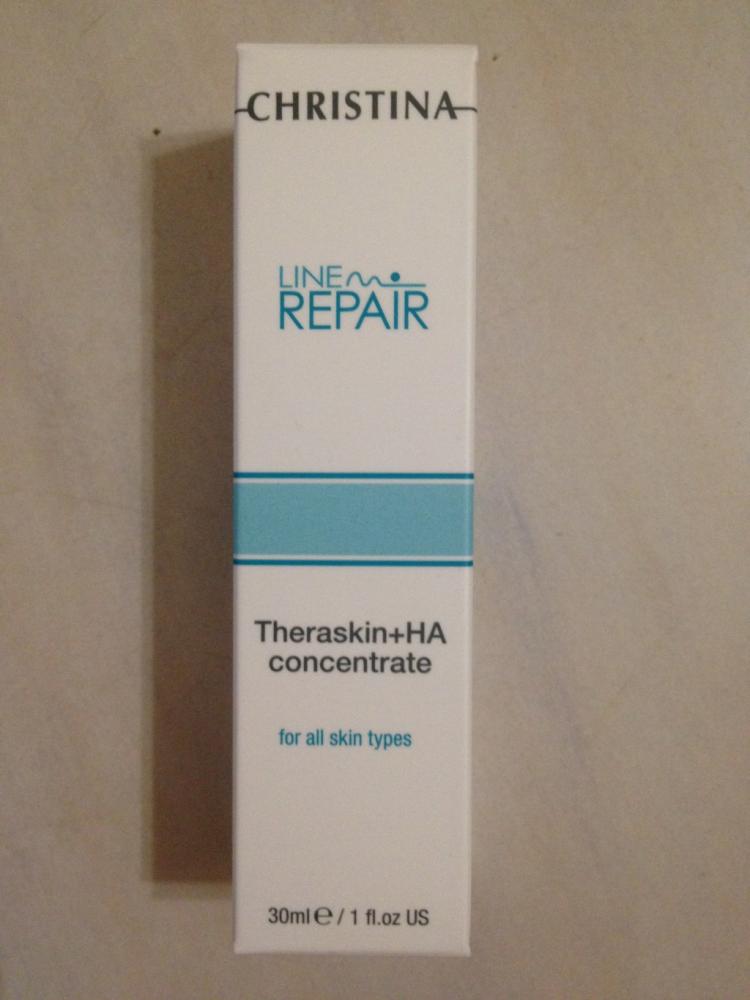 CHRISTINA
LINE
REPAIR
Theraskin+HA
concentrate
for all skin types
30ml ℮ / 1 fl.oz US